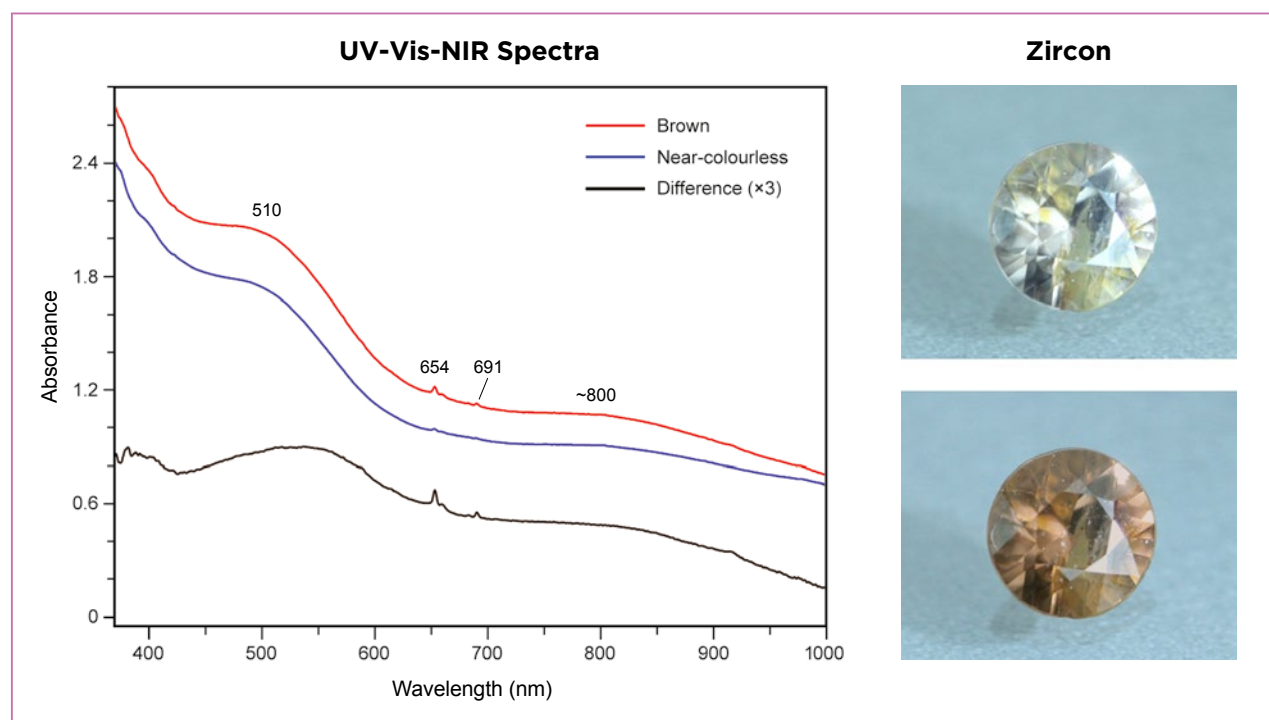 UV-Vis-NIR Spectra
Zircon
Brown
Near-colourless
Difference (×3)
2.4
1.8
1.2
0.6
0
510
654
691
~800
Absorbance
400
500
600
700
800
900
1000
Wavelength (nm)